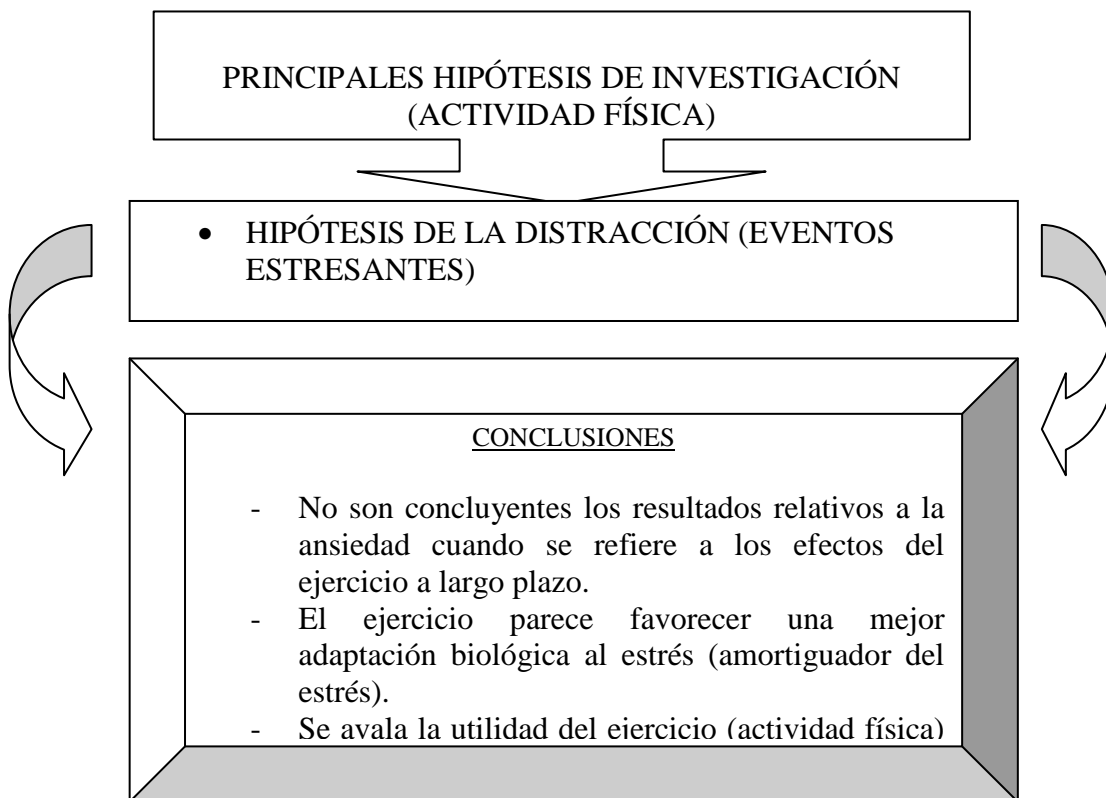 PRINCIPALES HIPÓTESIS DE INVESTIGACIÓN
(ACTIVIDAD FÍSICA)
• HIPÓTESIS DE LA DISTRACCIÓN (EVENTOS
ESTRESANTES)
CONCLUSIONES
- No son concluyentes los resultados relativos a la
ansiedad cuando se refiere a los efectos del
ejercicio a largo plazo.
- El ejercicio parece favorecer una mejor
adaptación biológica al estrés (amortiguador del
estrés).
- Se avala la utilidad del ejercicio (actividad física)